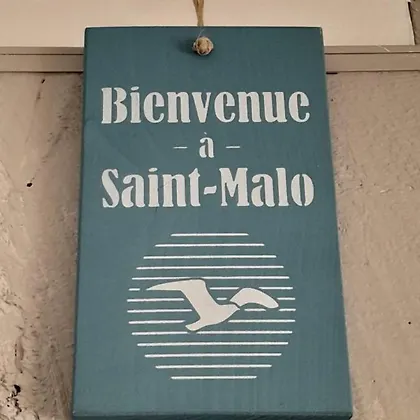 Bienvenue
- à -
Saint-Malo